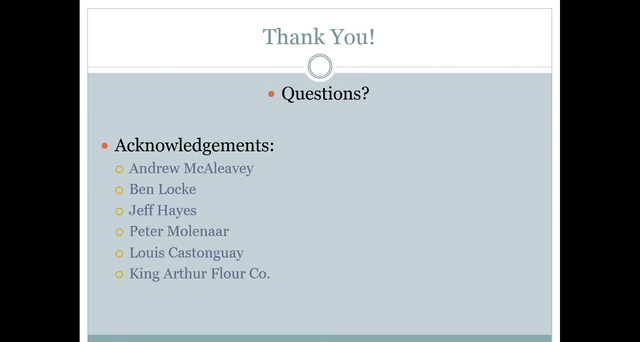 Thank You!
Questions?
Acknowledgements:
Andrew McAleavey
Ben Locke
Jeff Hayes
Peter Molenaar
Louis Castonguay
King Arthur Flour Co.